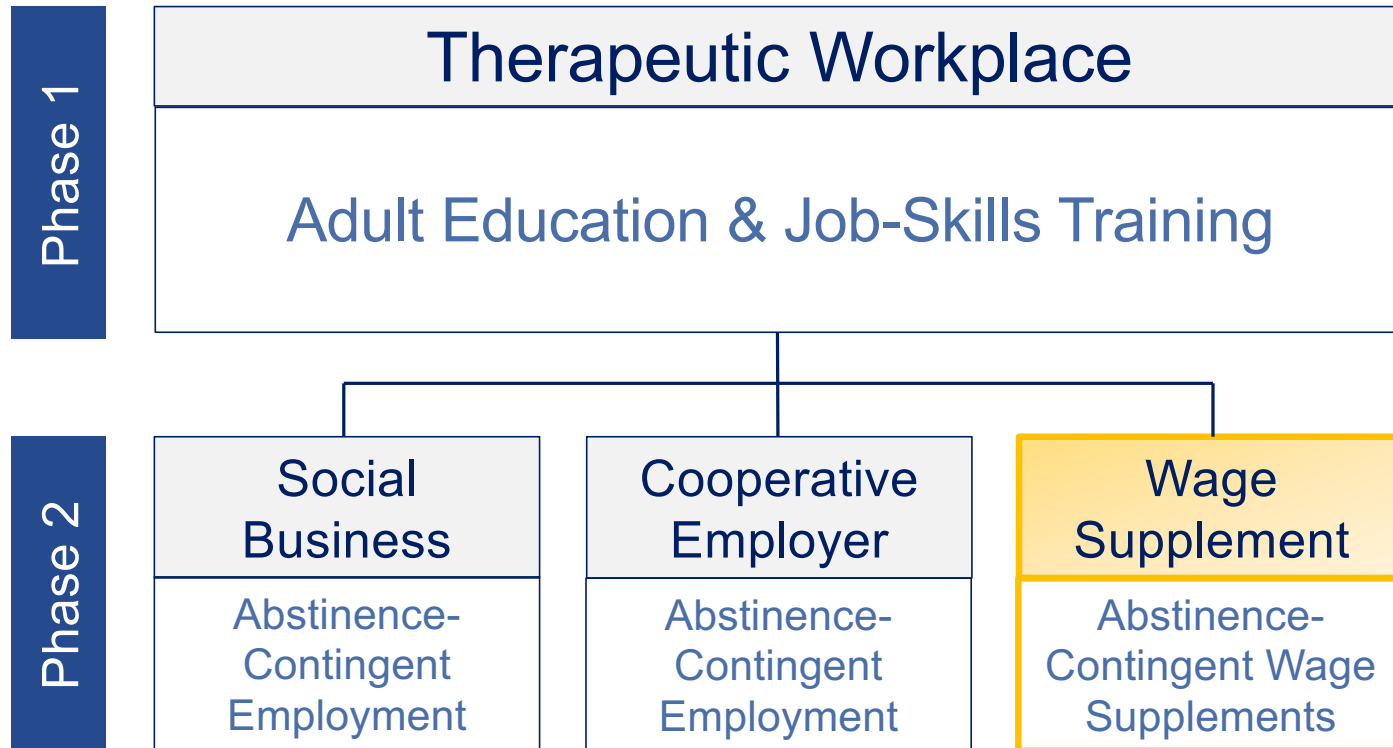 Phase 1
Therapeutic Workplace
Adult Education & Job-Skills Training
Phase 2
Social
Business
Abstinence-
Contingent
Employment
Cooperative
Employer
Abstinence-
Contingent
Employment
Wage
Supplement
Abstinence-
Contingent Wage
Supplements